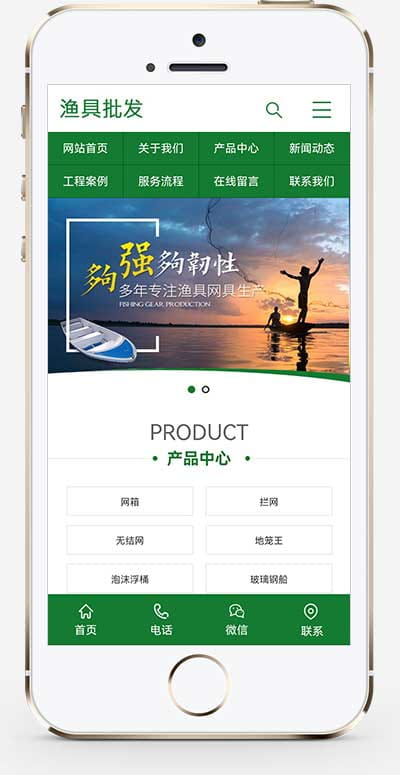 渔具批发
网站首页 关于我们 产品中心 新闻动态
工程案例 服务流程 在线留言 联系我们
夠强夠韌性
多年专注渔具网具生产
FISHING GEAR PRODUCTION
PRODUCT
产品中心
网箱 拦网
无结网 地笼王
泡沫浮桶 玻璃钢船
首页 电话 微信 联系